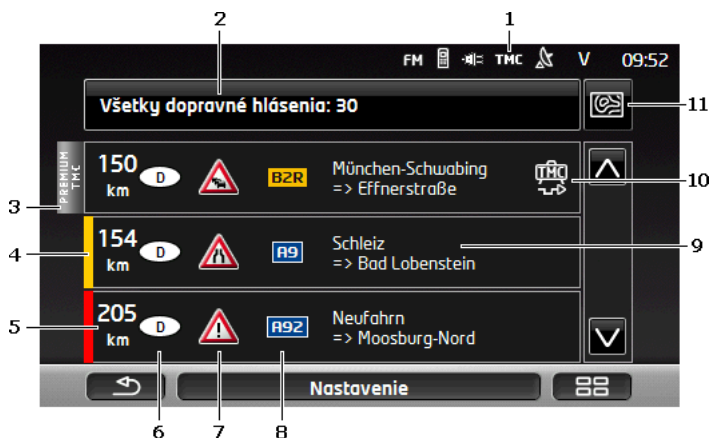 1
2
FM TMC V 09:52
Všetky dopravné hlásenia: 30
11
PREMIUM
TMC
150
km
D
B2R
München-Schwabing
=> Effnerstraße
TMC
10
3
154
km
D
A9
Schleiz
=> Bad Lobenstein
9
4
205
km
D
A92
Neufahrn
=> Moosburg-Nord
5
Nastavenie
6
7
8